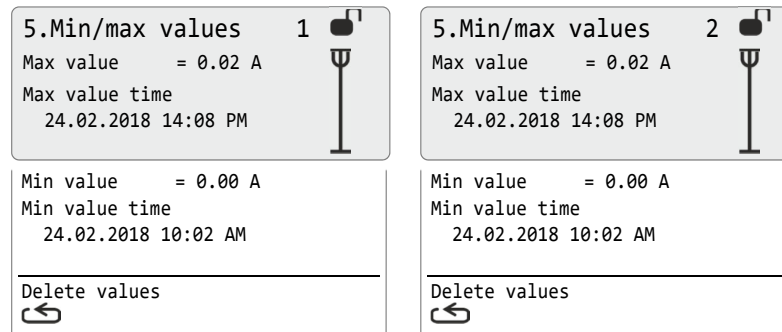 5.Min/max values 1
Max value = 0.02 A
Max value time
24.02.2018 14:08 PM
Min value = 0.00 A
Min value time
24.02.2018 10:02 AM
Delete values
5.Min/max values 2
Max value = 0.02 A
Max value time
24.02.2018 14:08 PM
Min value = 0.00 A
Min value time
24.02.2018 10:02 AM
Delete values